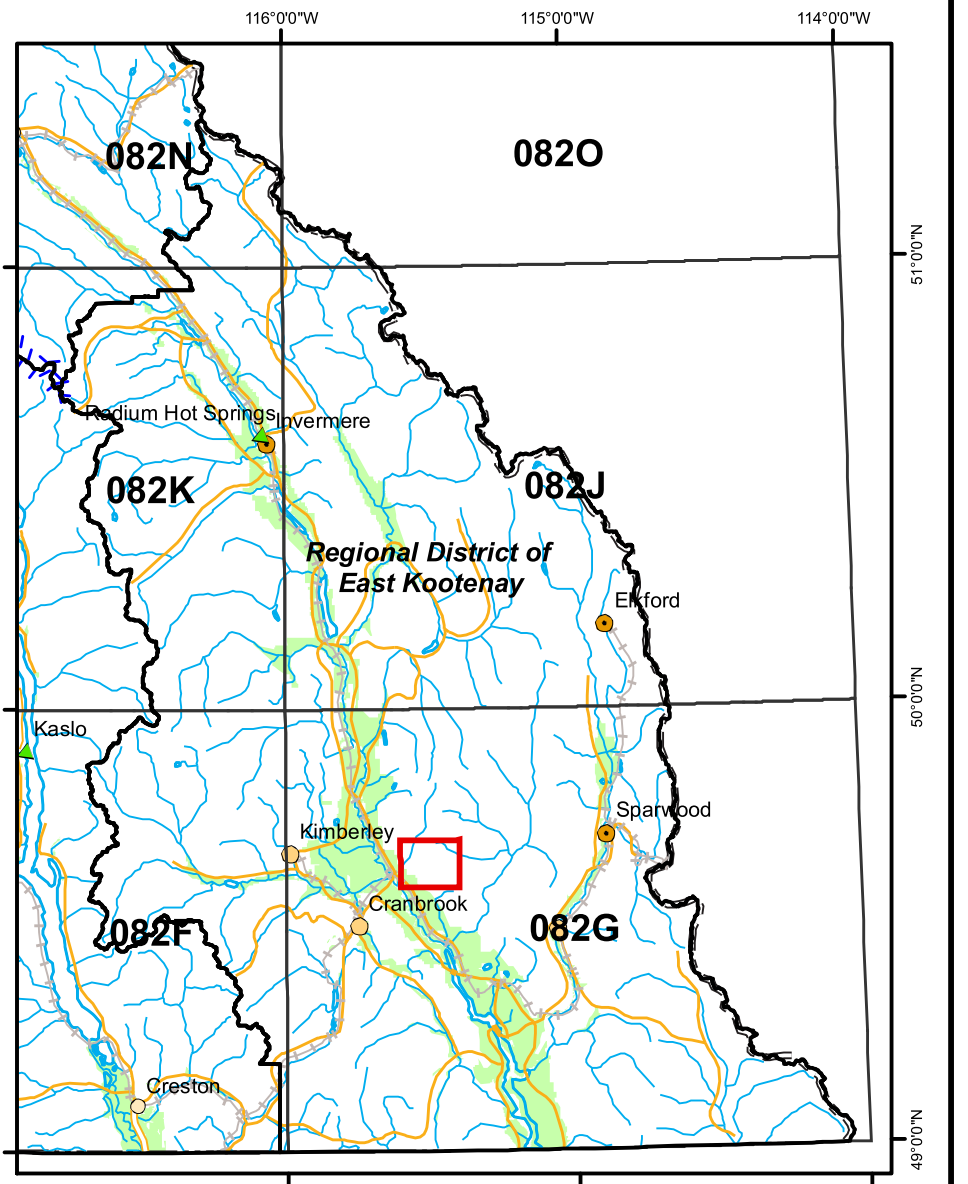 116°0'0"W
115°0'0"W
114°0'0"W
082N
082O
51°0'0"N
Radium Hot Springs
Invermere
082K
082J
Regional District of
East Kootenay
Elkford
50°0'0"N
Kaslo
Sparwood
Kimberley
Cranbrook
082F
082G
Creston
49°0'0"N